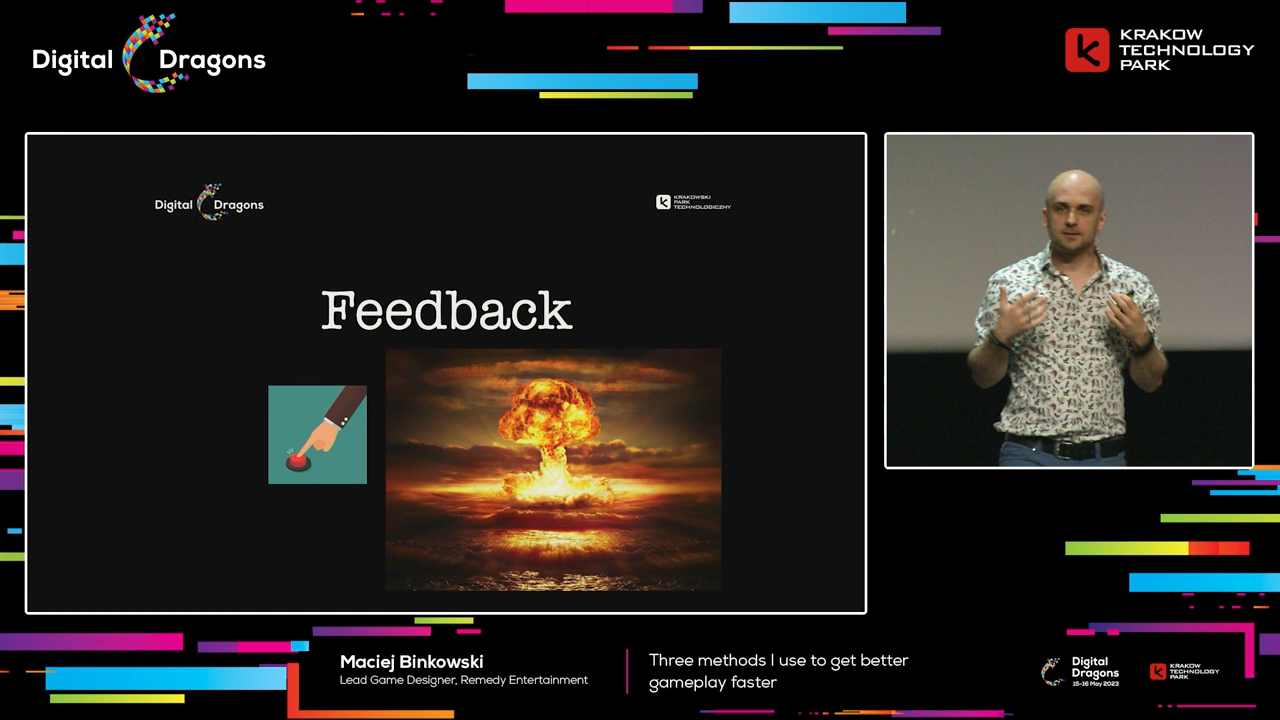 Digital Dragons
KRAKOW
TECHNOLOGY
PARK
Digital Dragons
KRAKOWSKI
PARK
TECHNOLOGICZNY
Feedback
Maciej Binkowski
Lead Game Designer, Remedy Entertainment
Three methods I use to get better
gameplay faster
Digital
Dragons
15-16 May 2023
KRAKOW
TECHNOLOGY
PARK